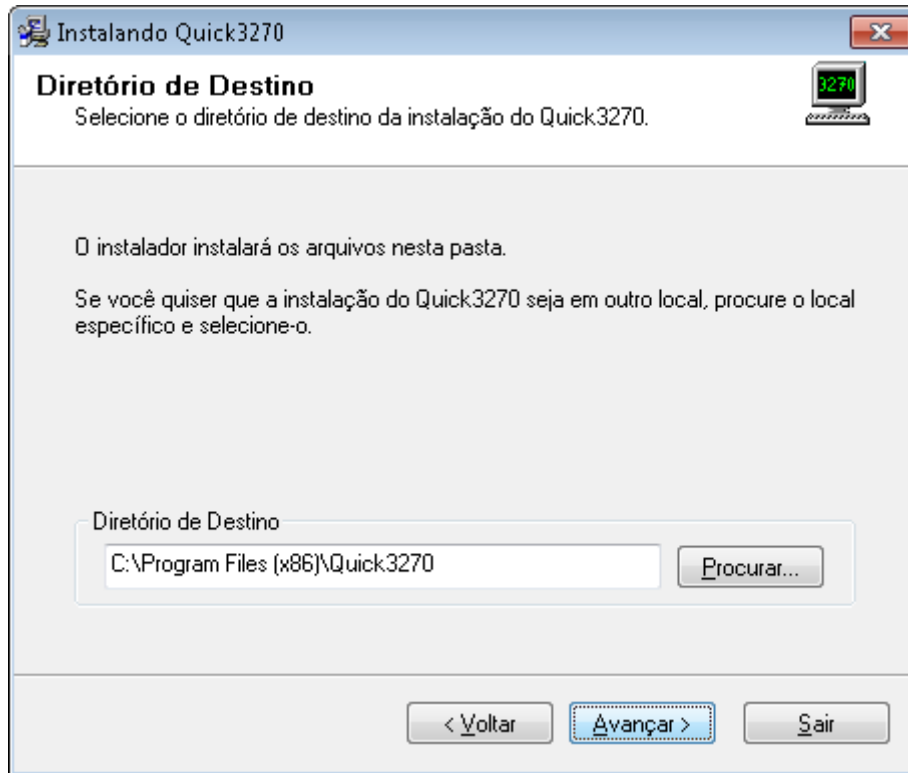 Instalando Quick3270
Diretório de Destino
Selecione o diretório de destino da instalação do Quick3270.
3270
O instalador instalará os arquivos nesta pasta.
Se você quiser que a instalação do Quick3270 seja em outro local, procure o local
específico e selecione-o.
Diretório de Destino
C:\Program Files (x86)\Quick3270
Procurar...
< Voltar
Avançar >
Sair